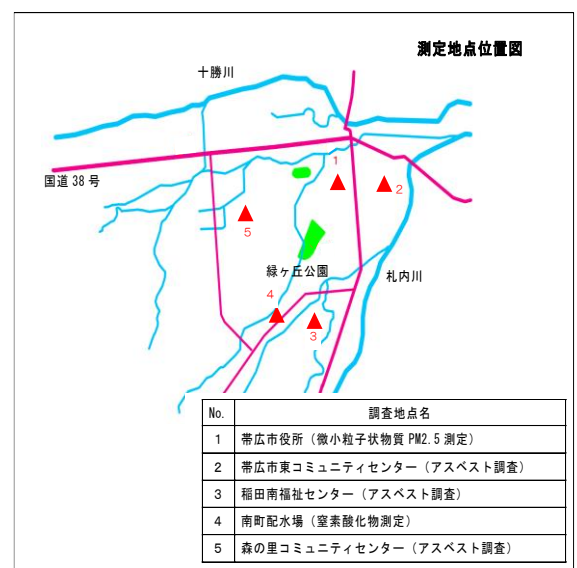 測定地点位置図
十勝川
1
国道 38 号
2
5
緑ヶ丘公園
札内川
4
3
No. 調査地点名
1 帯広市役所（微小粒子状物質 PM2.5 測定）
2 帯広市東コミュニティセンター（アスベスト調査）
3 稲田南福祉センター（アスベスト調査）
4 南町配水場（窒素酸化物測定）
5 森の里コミュニティセンター（アスベスト調査）